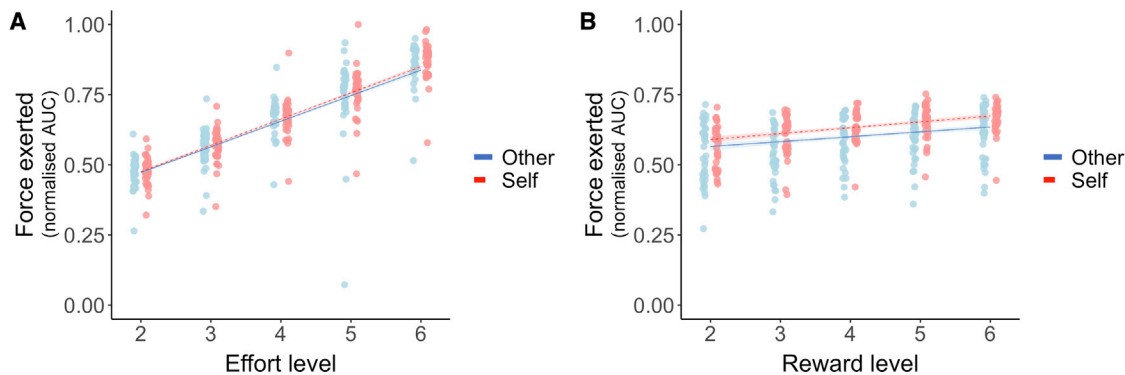 A
Force exerted
(normalised AUC)
1.00
0.75
0.50
0.25
0.00
2 3 4 5 6
Effort level
Other
Self
B
Force exerted
(normalised AUC)
1.00
0.75
0.50
0.25
0.00
2 3 4 5 6
Reward level
Other
Self